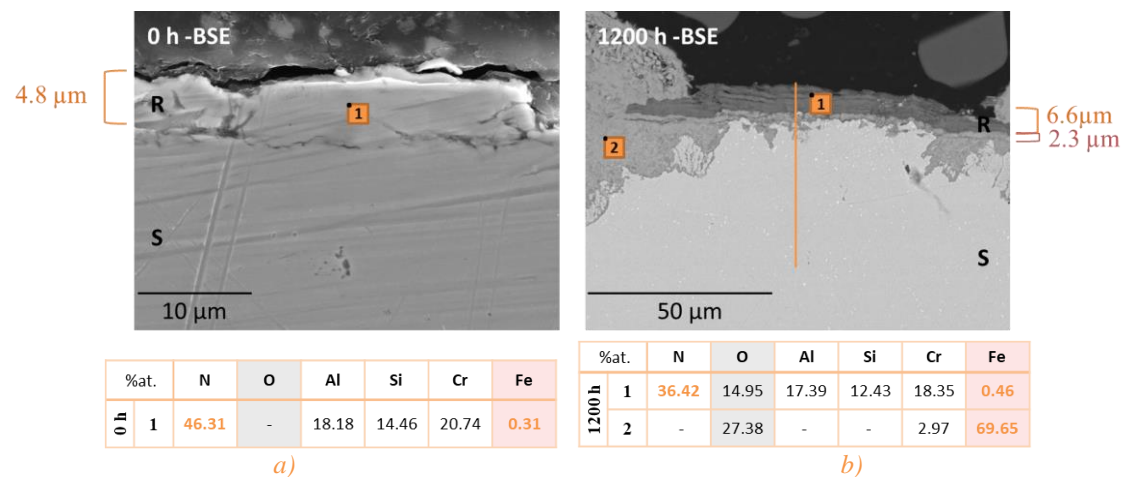 0 h -BSE
4.8 µm
R
1
S
10 µm
1200 h -BSE
1
R
6.6µm
2.3 µm
2
S
50 µm
%at. N O Al Si Cr Fe
0 h 1 46.31 - 18.18 14.46 20.74 0.31
a)
%at. N O Al Si Cr Fe
1200 h 1 36.42 14.95 17.39 12.43 18.35 0.46
2 - 27.38 - - 2.97 69.65
b)